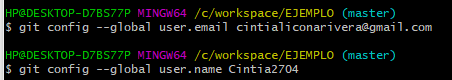 HP@DESKTOP-D7BS77P MINGW64 /c/workspace/EJEMPLO (master)
$ git config --global user.email cintialiconarivera@gmail.com
HP@DESKTOP-D7BS77P MINGW64 /c/workspace/EJEMPLO (master)
$ git config --global user.name Cintia2704